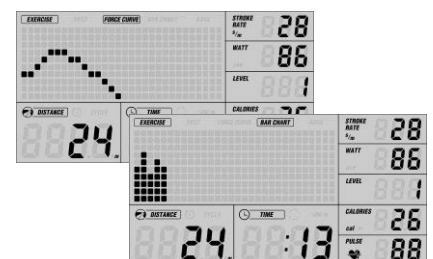 EXERCISE FORCE CURVE
STROKE RATE
s/m 28
WATT
86
LEVEL
1
DISTANCE
24 m
TIME
CALORIES
26
EXERCISE BAR CHART
STROKE RATE
s/m 28
WATT
86
LEVEL
1
DISTANCE
24 m
TIME
:13
CALORIES
cal 26
PULSE
88